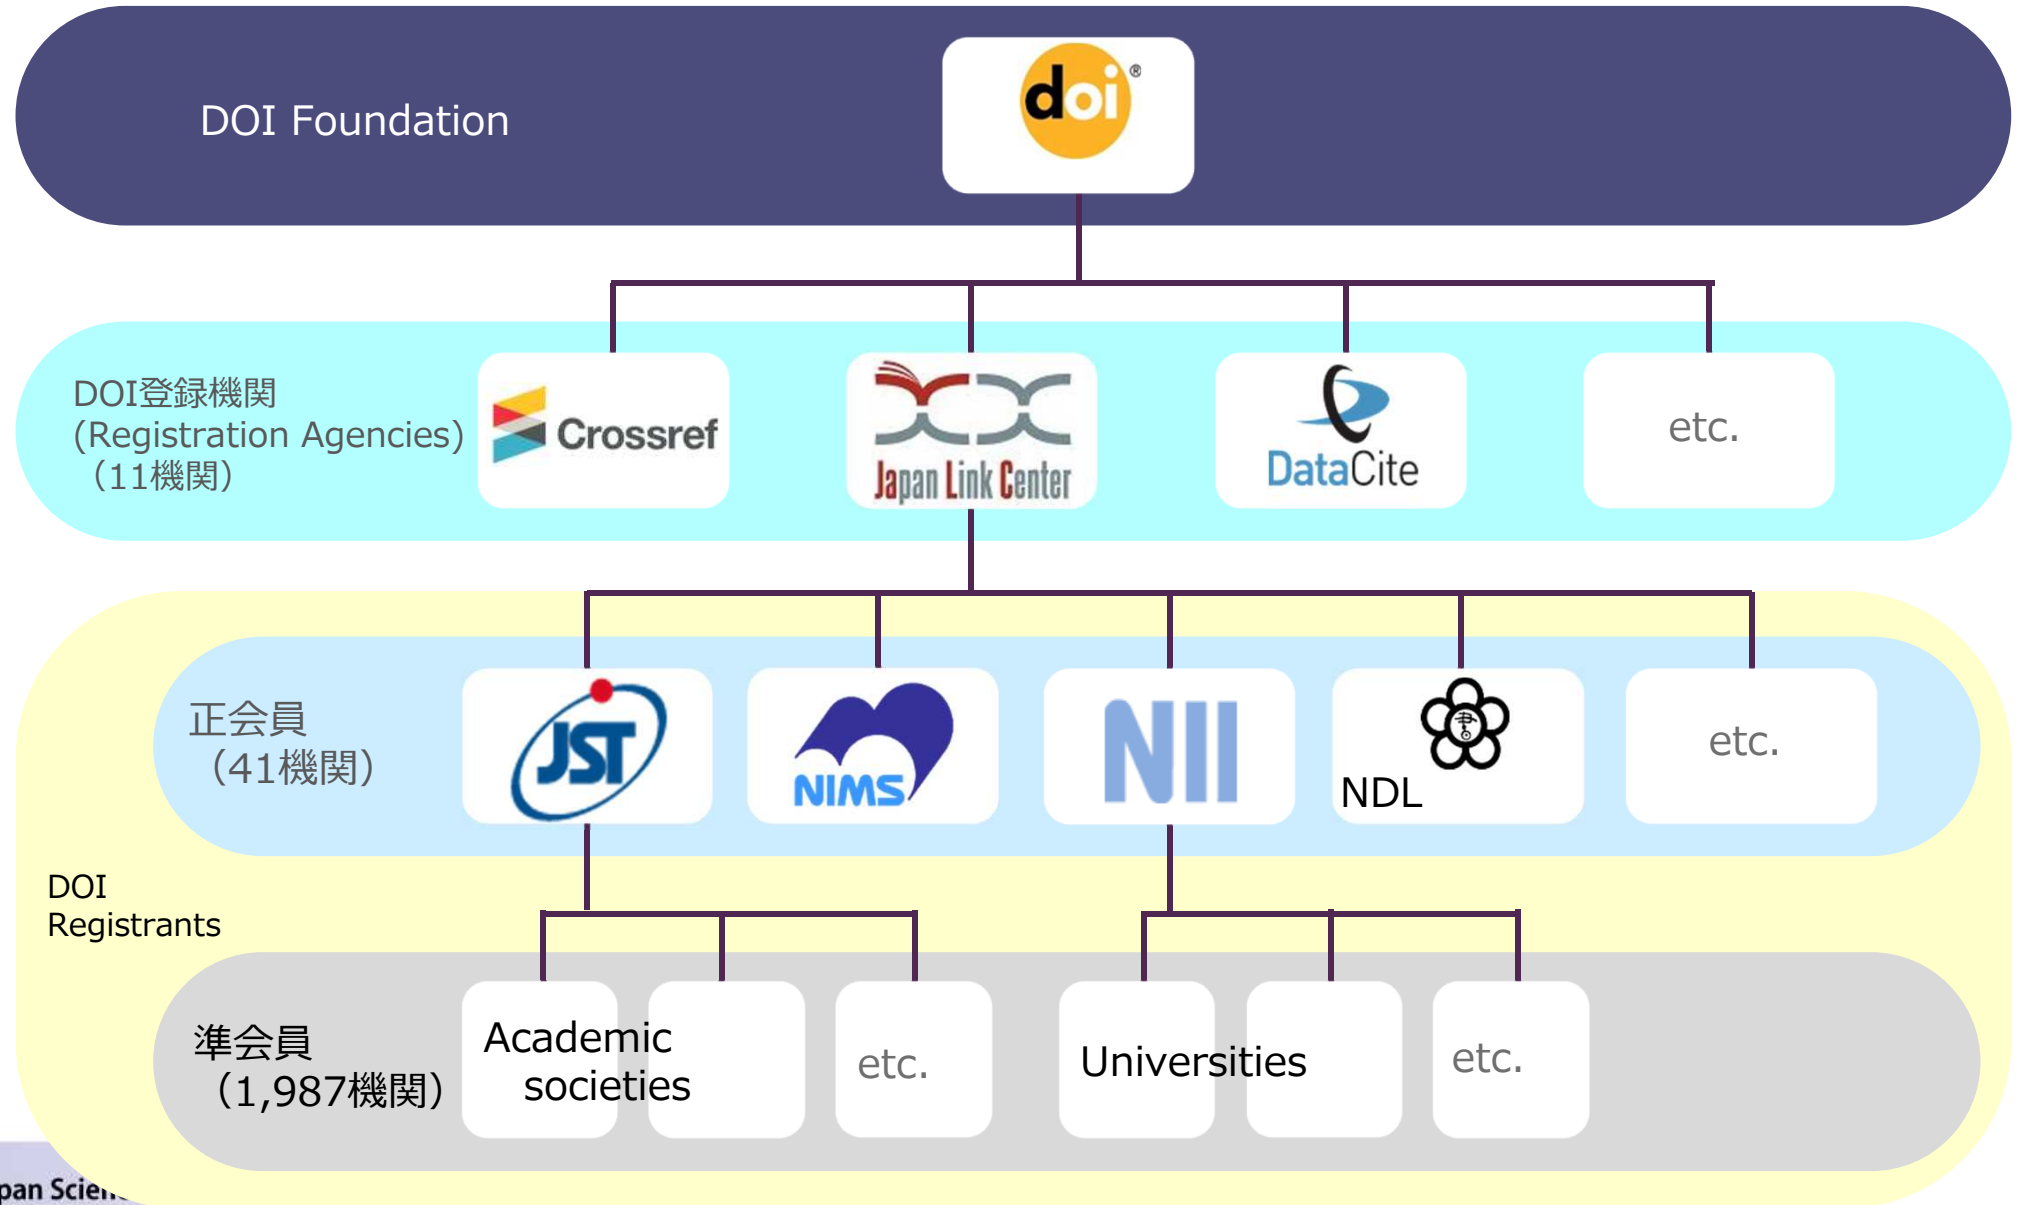 DOI Foundation
doi®
DOI登録機関
(Registration Agencies)
（11機関）
Crossref
Japan Link Center
DataCite
etc.
正会員
（41機関）
JST
NIMS
NII
NDL
etc.
DOI
Registrants
準会員
（1,987機関）
Academic
societies
etc.
Universities
etc.
pan Scien